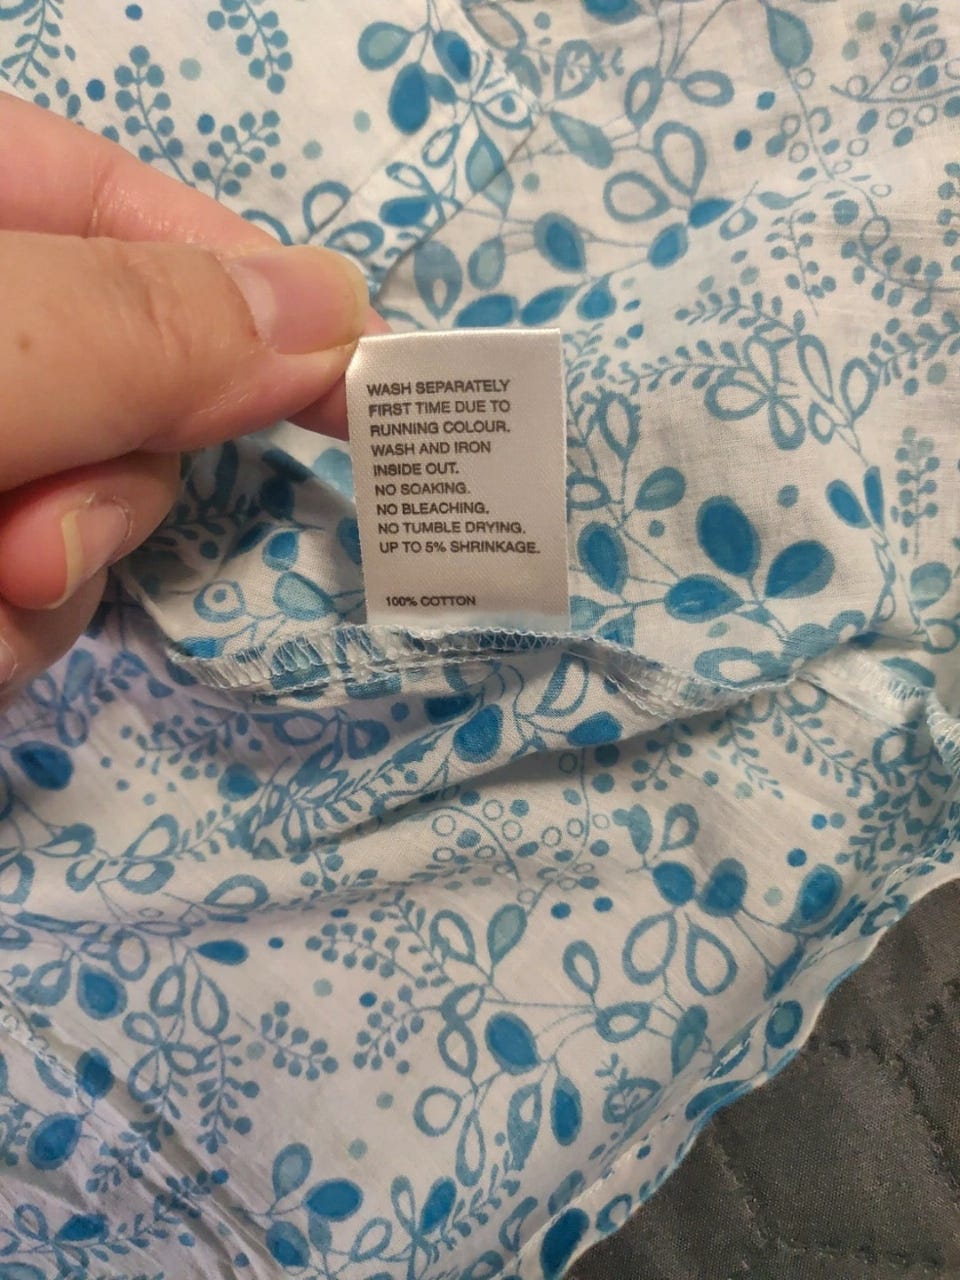 WASH SEPARATELY
FIRST TIME DUE TO
RUNNING COLOUR.
WASH AND IRON
INSIDE OUT.
NO SOAKING.
NO BLEACHING.
NO TUMBLE DRYING.
UP TO 5% SHRINKAGE.
100% COTTON